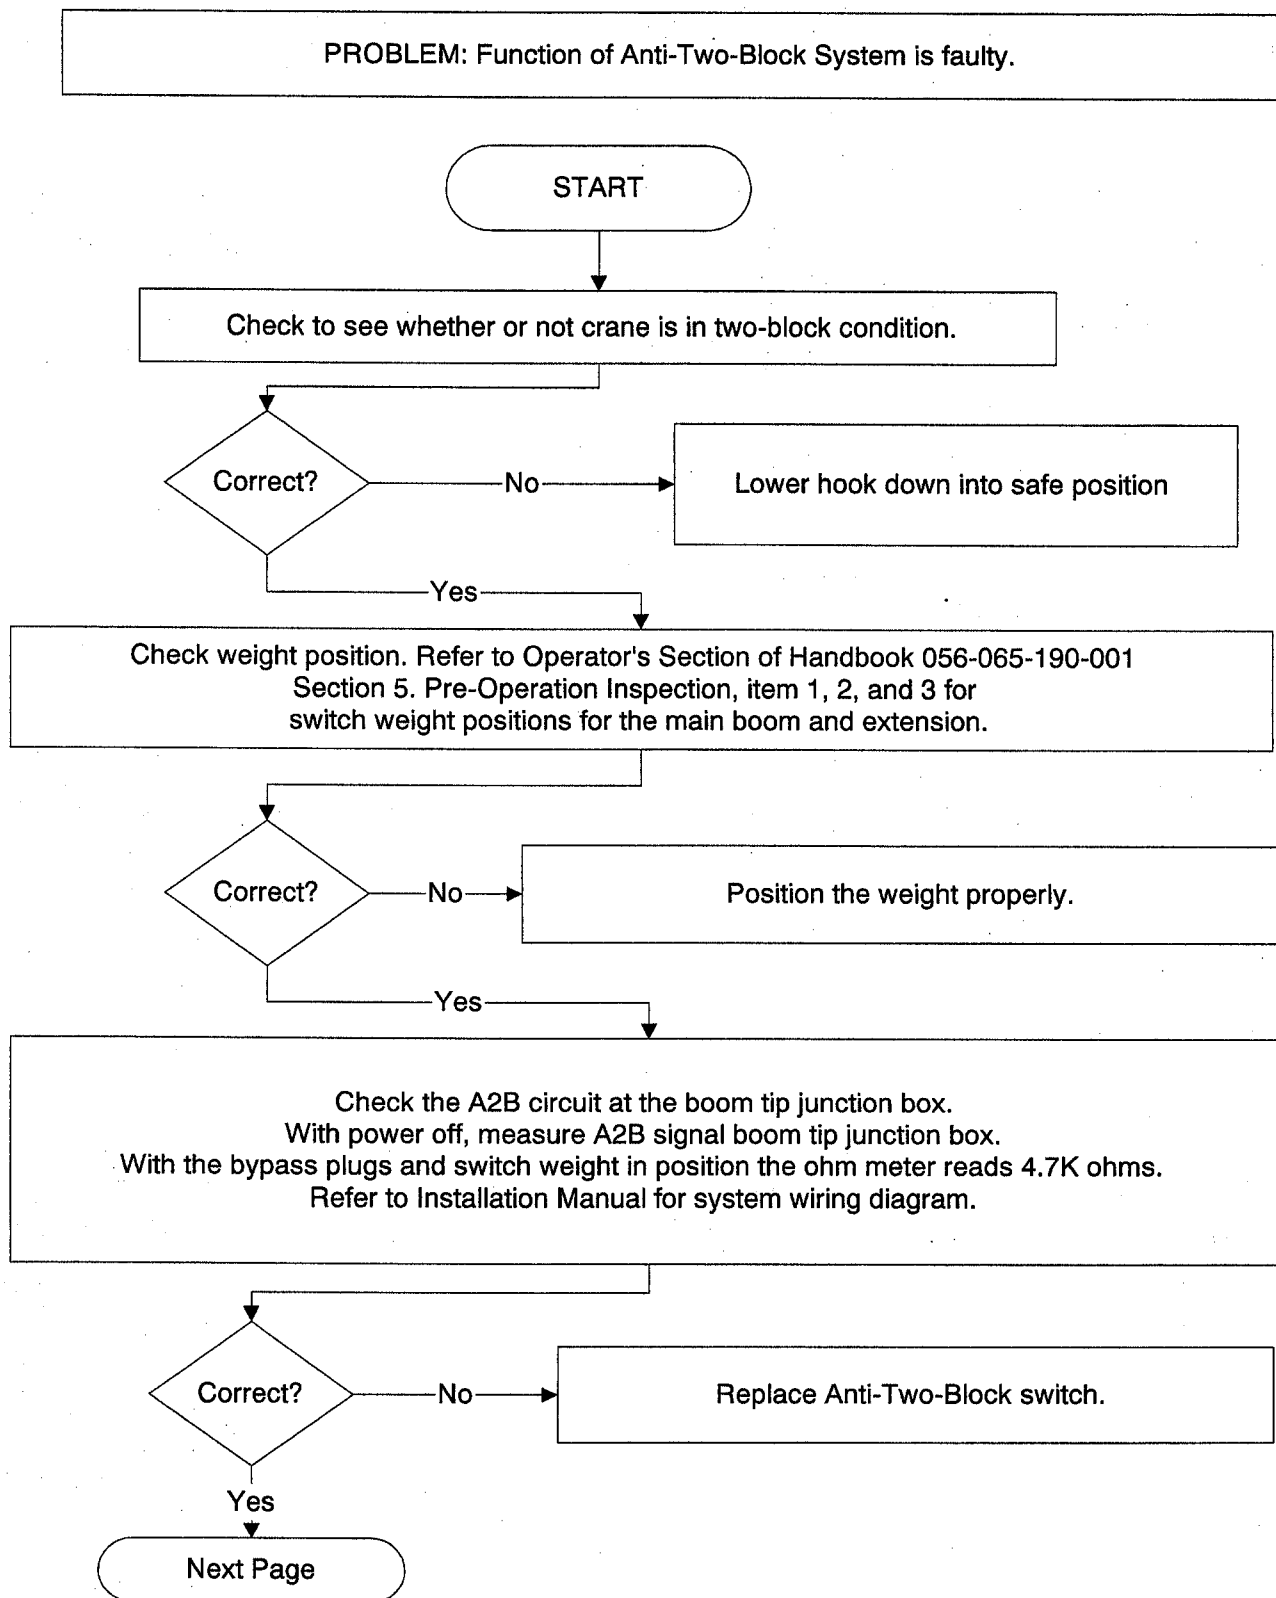 PROBLEM: Function of Anti-Two-Block System is faulty.
START
Check to see whether or not crane is in two-block condition.
Correct?
No
Lower hook down into safe position
Yes
Check weight position. Refer to Operator's Section of Handbook 056-065-190-001
Section 5. Pre-Operation Inspection, item 1, 2, and 3 for
switch weight positions for the main boom and extension.
Correct?
No
Position the weight properly.
Yes
Check the A2B circuit at the boom tip junction box.
With power off, measure A2B signal boom tip junction box.
With the bypass plugs and switch weight in position the ohm meter reads 4.7K ohms.
Refer to Installation Manual for system wiring diagram.
Correct?
No
Replace Anti-Two-Block switch.
Yes
Next Page